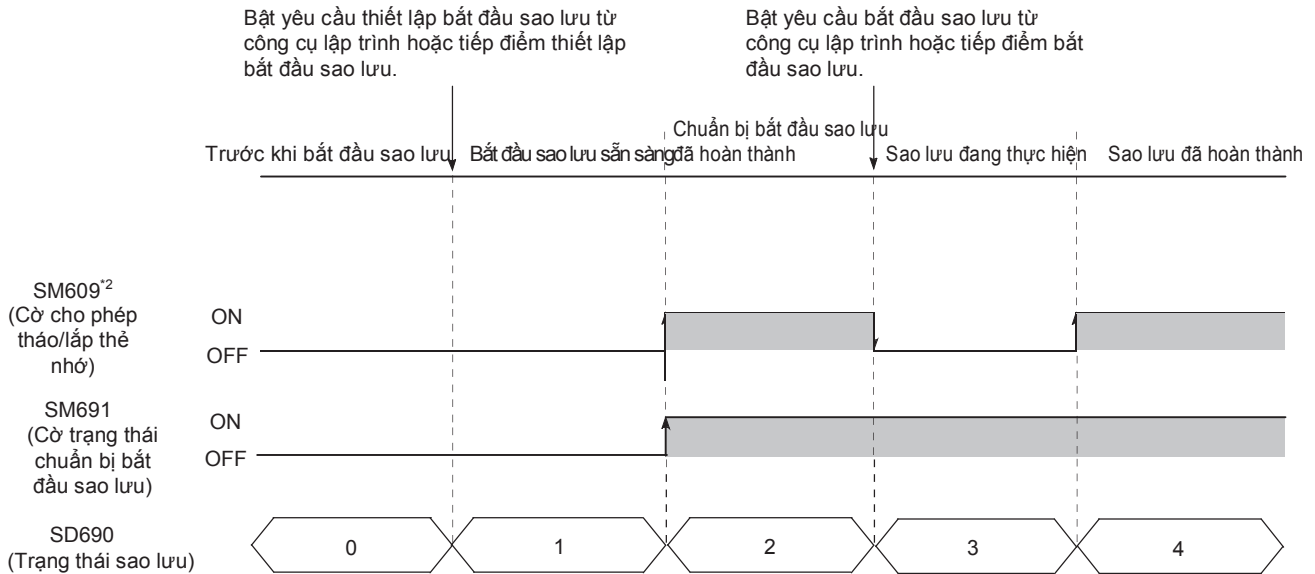 Bật yêu cầu thiết lập bắt đầu sao lưu từ
công cụ lập trình hoặc tiếp điểm thiết lập
bắt đầu sao lưu.
Bật yêu cầu bắt đầu sao lưu từ
công cụ lập trình hoặc tiếp điểm bắt
đầu sao lưu.
Trước khi bắt đầu sao lưu
Bắt đầu sao lưu sẵn sàng
Chuẩn bị bắt đầu sao lưu
đã hoàn thành
Sao lưu đang thực hiện
Sao lưu đã hoàn thành
SM609*2
(Cờ cho phép
tháo/lắp thẻ
nhớ)
ON
OFF
SM691
(Cờ trạng thái
chuẩn bị bắt
đầu sao lưu)
ON
OFF
SD690
(Trạng thái sao lưu)
0
1
2
3
4